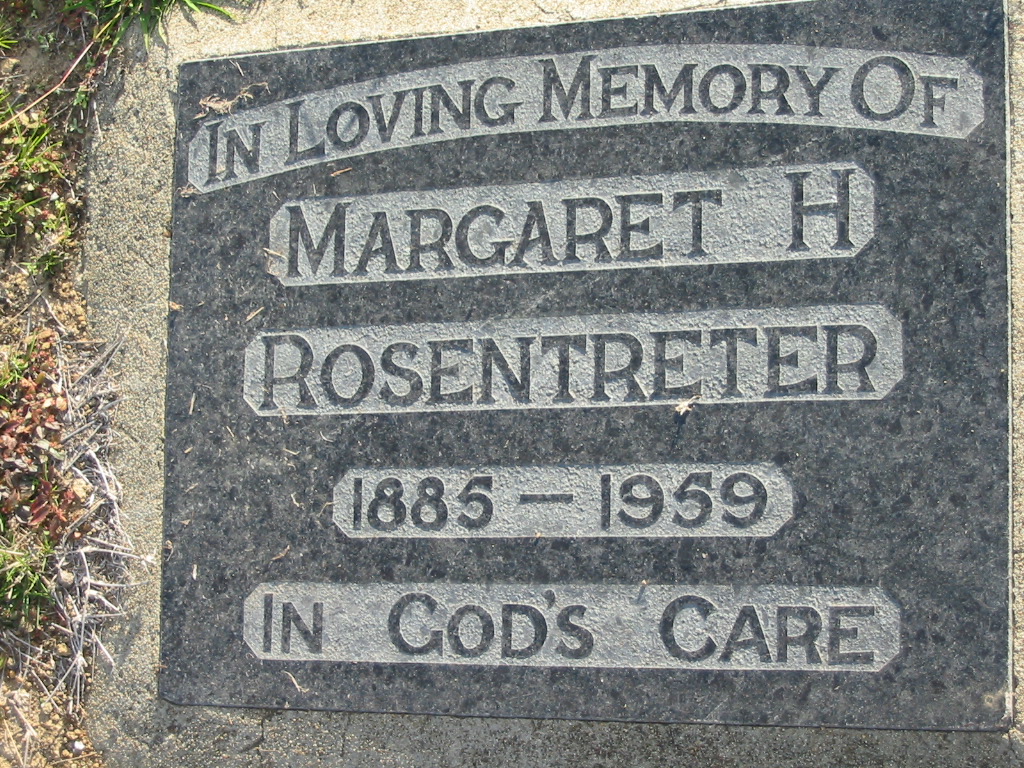 In Loving Memory Of
Margaret H
Rosentreter
1885 – 1959
In God's Care